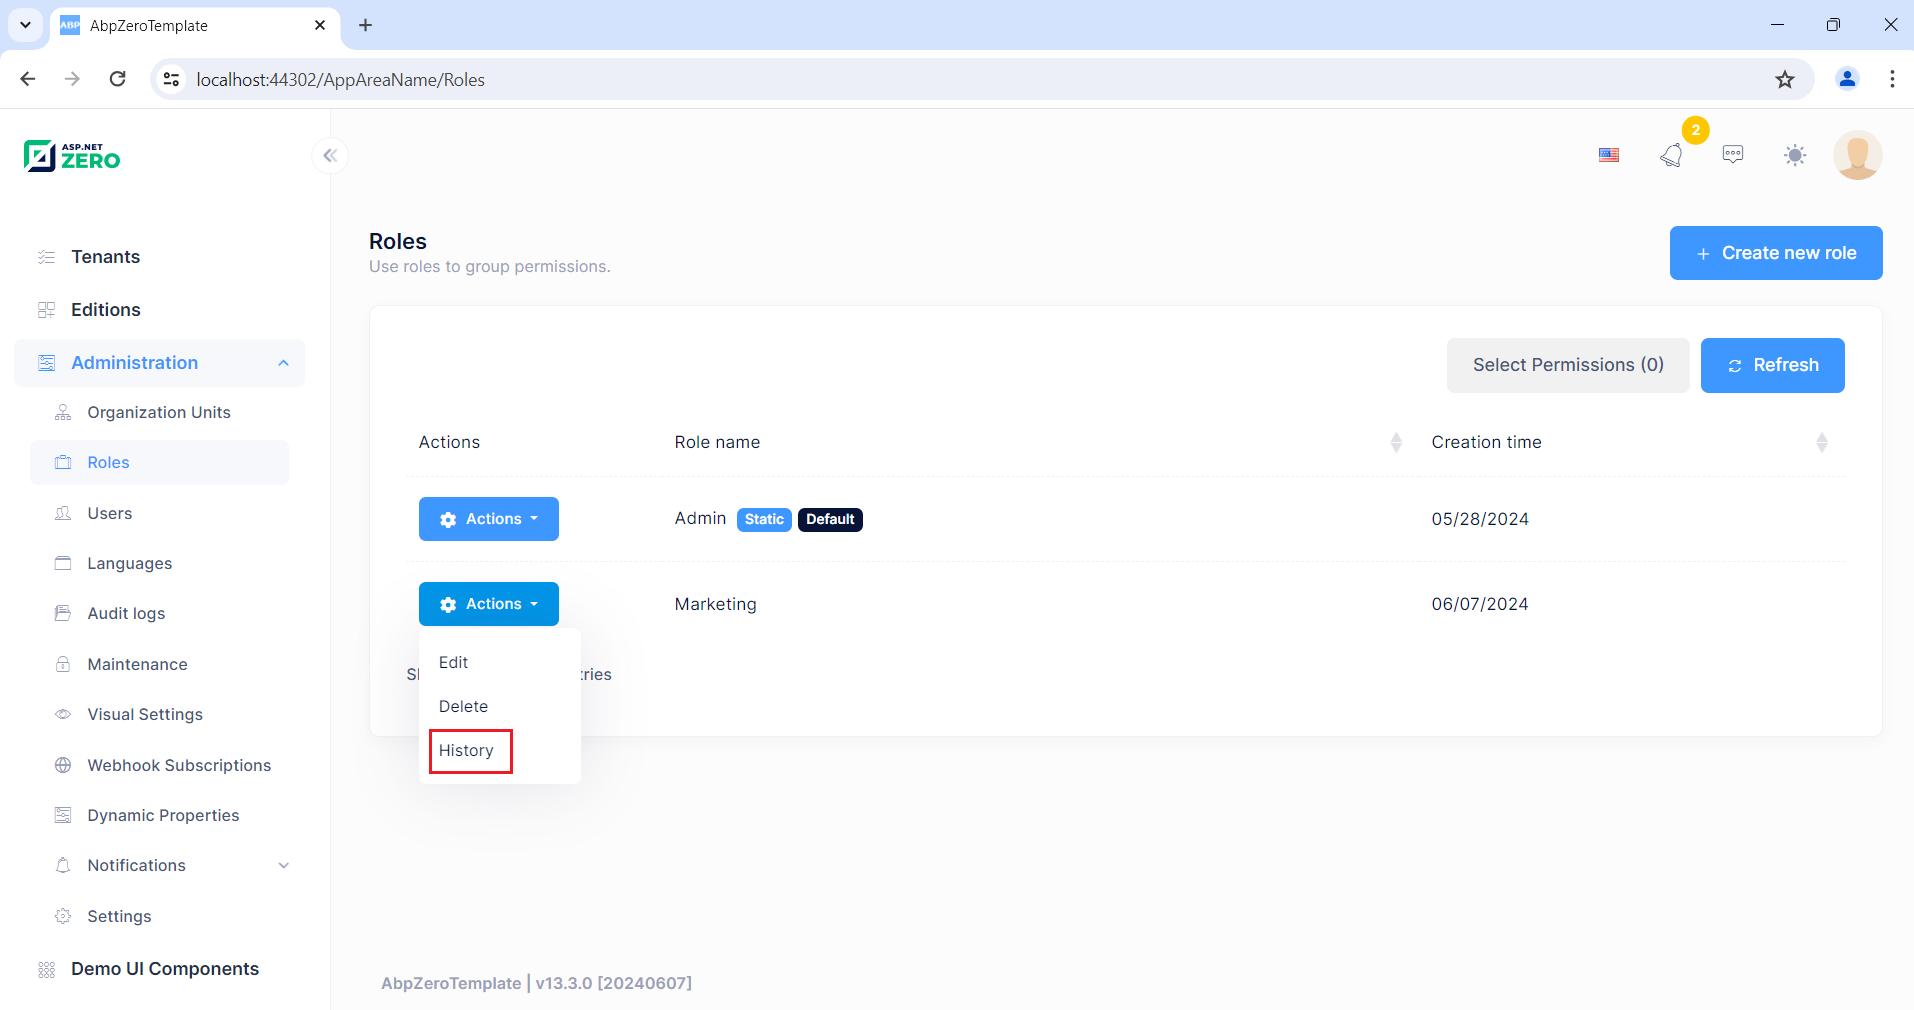 ABP AbpZeroTemplate
localhost:44302/AppAreaName/Roles
ASP.NET
ZERO
2
Tenants
Editions
Administration
Organization Units
Roles
Users
Languages
Audit logs
Maintenance
Visual Settings
Webhook Subscriptions
Dynamic Properties
Notifications
Settings
Demo UI Components
Roles
Use roles to group permissions.
Create new role
Select Permissions (0)
Refresh
Actions Role name Creation time
Actions Admin Static Default 05/28/2024
Actions Marketing 06/07/2024
Edit
Delete
History
AbpZeroTemplate | v13.3.0 [20240607]